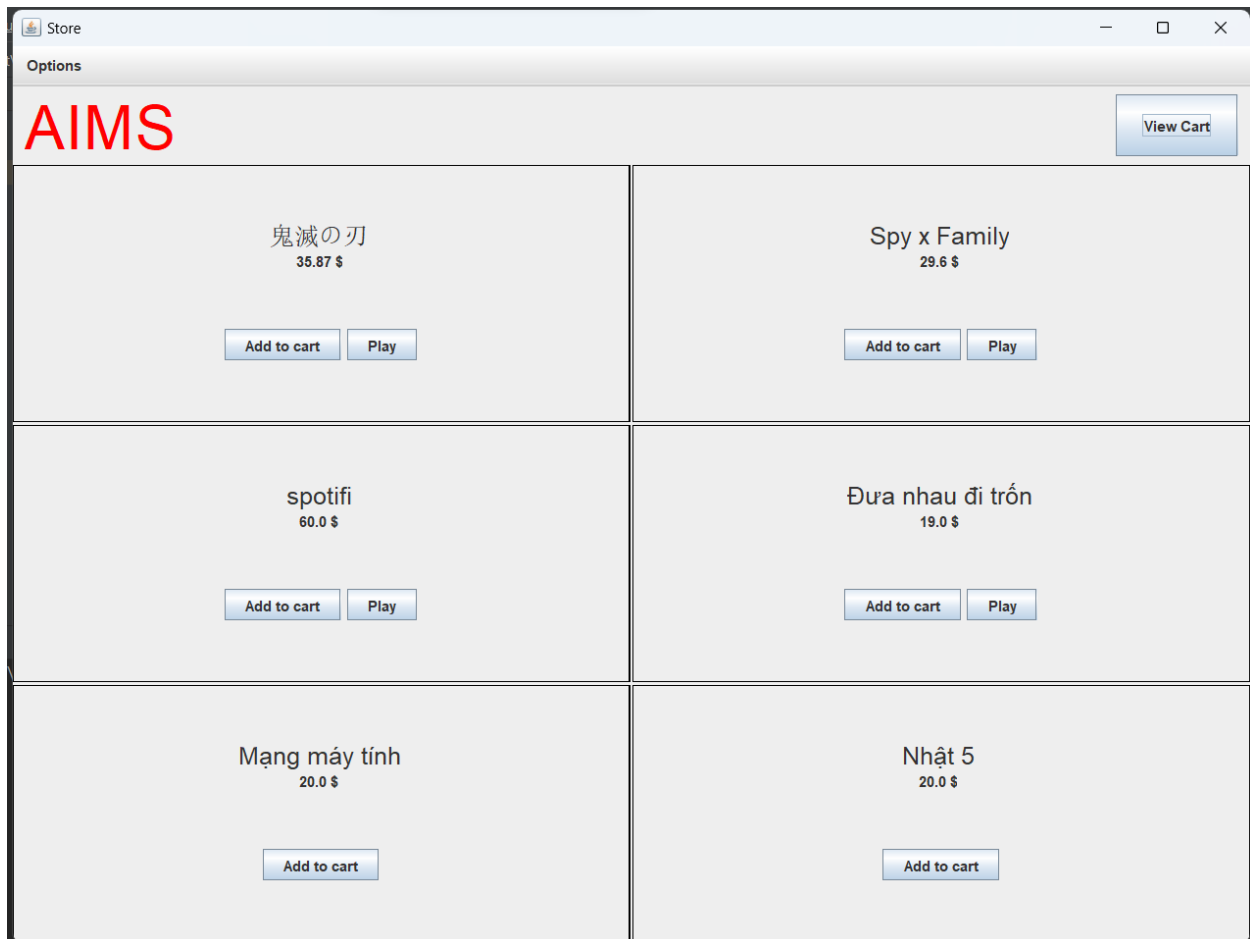 Store
Options
AIMS
View Cart
鬼滅の刃
35.87 $
Add to cart Play
Spy x Family
29.6 $
Add to cart Play
spotifi
60.0 $
Add to cart Play
Đưa nhau đi trốn
19.0 $
Add to cart Play
Mạng máy tính
20.0 $
Add to cart
Nhật 5
20.0 $
Add to cart